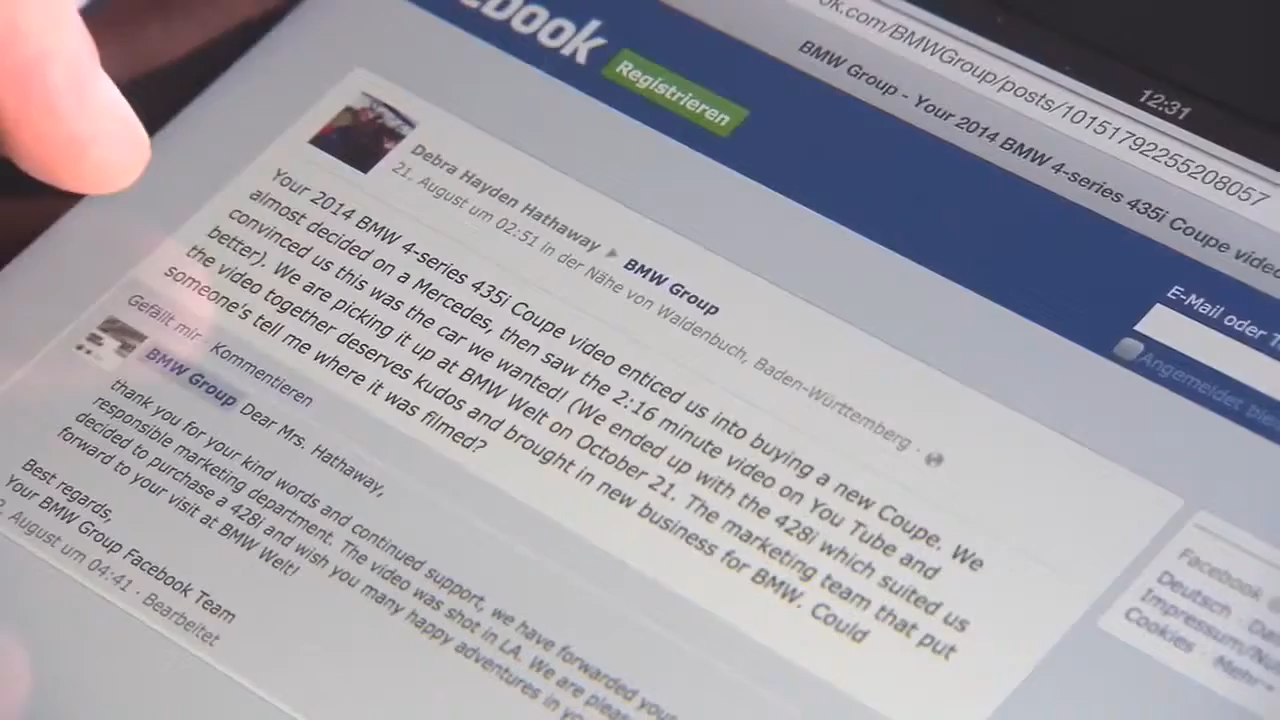 12:31
ok.com/BMWGroup/posts/10151792255208057
BMW Group - Your 2014 BMW 4-series 435i Coupe video
cebook
Registrieren
E-Mail oder T
Angemeldet blei
Debra Hayden Hathaway ▸ BMW Group
21. August um 02:51 in der Nähe von Waldenbuch, Baden-Württemberg ·
Your 2014 BMW 4-series 435i Coupe video enticed us into buying a new Coupe. We
almost decided on a Mercedes, then saw the 2:16 minute video on You Tube and
convinced us this was the car we wanted! (We ended up with the 428i which suited us
better). We are picking it up at BMW Welt on October 21. The marketing team that put
the video together deserves kudos and brought in new business for BMW. Could
someone's tell me where it was filmed?
Gefällt mir · Kommentieren
BMW Group Dear Mrs. Hathaway,
thank you for your kind words and continued support, we have forwarded your
responsible marketing department. The video was shot in LA. We are pleas
decided to purchase a 428i and wish you many happy adventures in yo
forward to your visit at BMW Welt!
Best regards,
Your BMW Group Facebook Team
. August um 04:41 · Bearbeitet
Facebook ©
Deutsch · Dat
Impressum/Nu
Cookies · Mehr